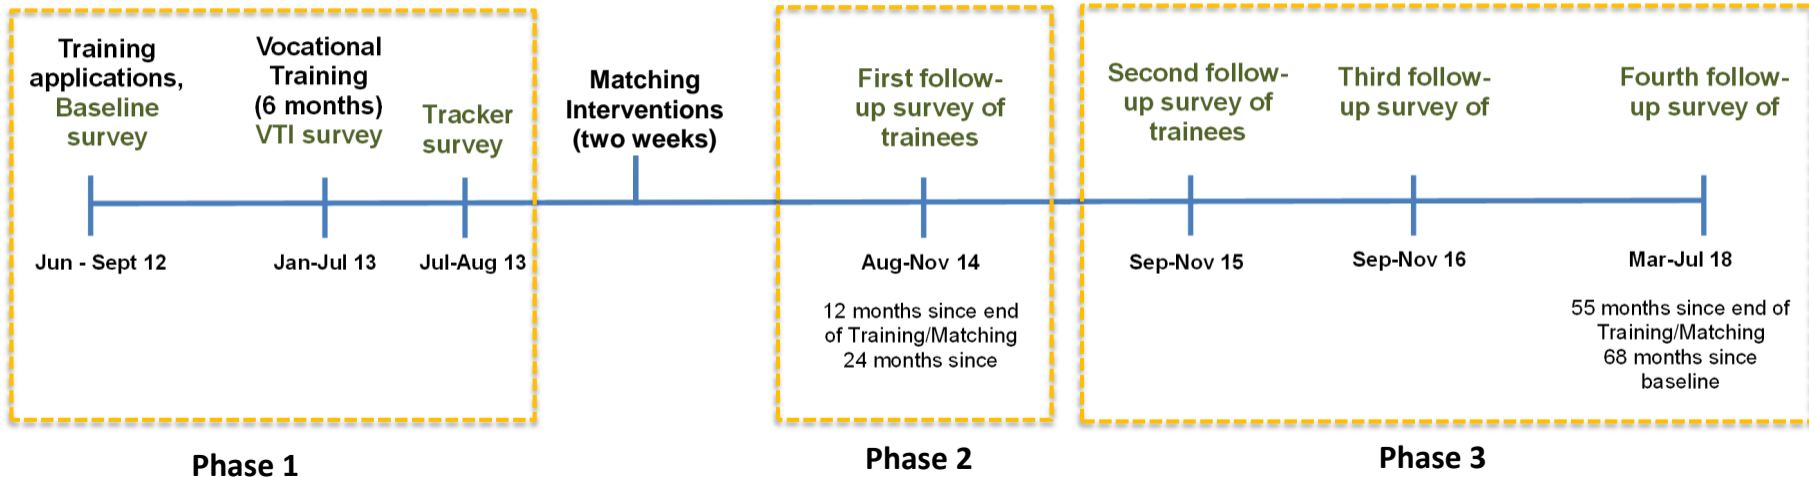 Training
applications,
Baseline
survey
Vocational
Training
(6 months)
VTI survey
Tracker
survey
Matching
Interventions
(two weeks)
First follow-
up survey of
trainees
Second follow-
up survey of
trainees
Third follow-
up survey of
Fourth follow-
up survey of
Jun - Sept 12
Jan-Jul 13
Jul-Aug 13
Aug-Nov 14
Sep-Nov 15
Sep-Nov 16
Mar-Jul 18
12 months since end
of Training/Matching
24 months since
55 months since end of
Training/Matching
68 months since
baseline
Phase 1
Phase 2
Phase 3